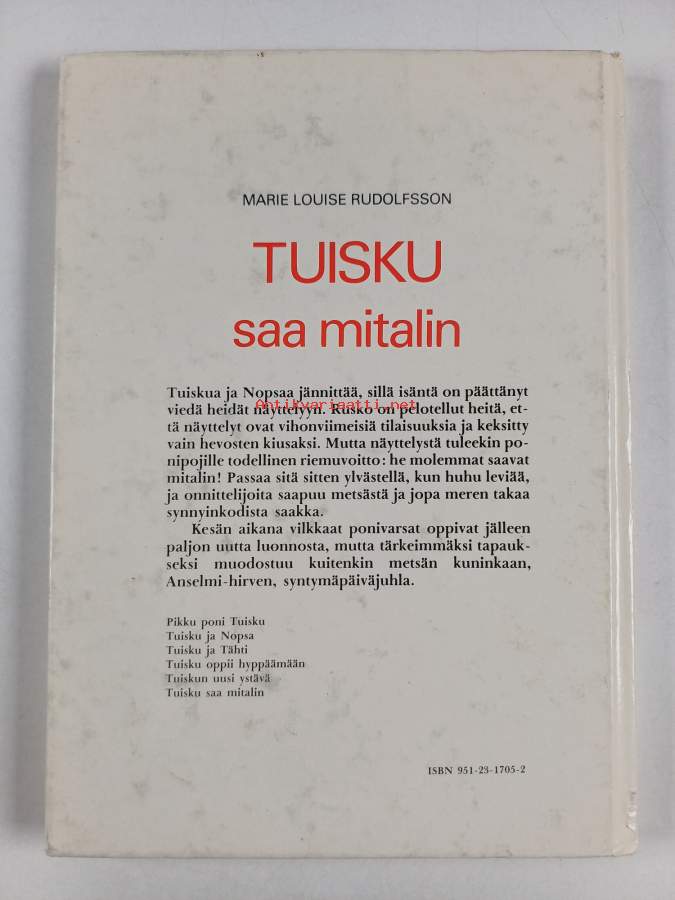 MARIE LOUISE RUDOLFSSON
TUISKU
saa mitalin
Tuiskua ja Nopsaa jännittää, sillä isäntä on päättänyt
Antikvariaatti.net
viedä heidät näyttelyyn. Rusko on pelotellut heitä, et-
tä näyttelyt ovat vihonviimeisiä tilaisuuksia ja keksitty
vain hevosten kiusaksi. Mutta näyttelystä tuleekin po-
nipojille todellinen riemuvoitto: he molemmat saavat
mitalin! Passaa sitä sitten ylvästellä, kun huhu leviää,
ja onnittelijoita saapuu metsästä ja jopa meren takaa
synnyinkodista saakka.
Kesän aikana vilkkaat ponivarsat oppivat jälleen
paljon uutta luonnosta, mutta tärkeimmäksi tapauk-
seksi muodostuu kuitenkin metsän kuninkaan,
Anselmi-hirven, syntymäpäiväjuhla.
Pikku poni Tuisku
Tuisku ja Nopsa
Tuisku ja Tähti
Tuisku oppii hyppäämään
Tuiskun uusi ystävä
Tuisku saa mitalin
ISBN 951-23-1705-2